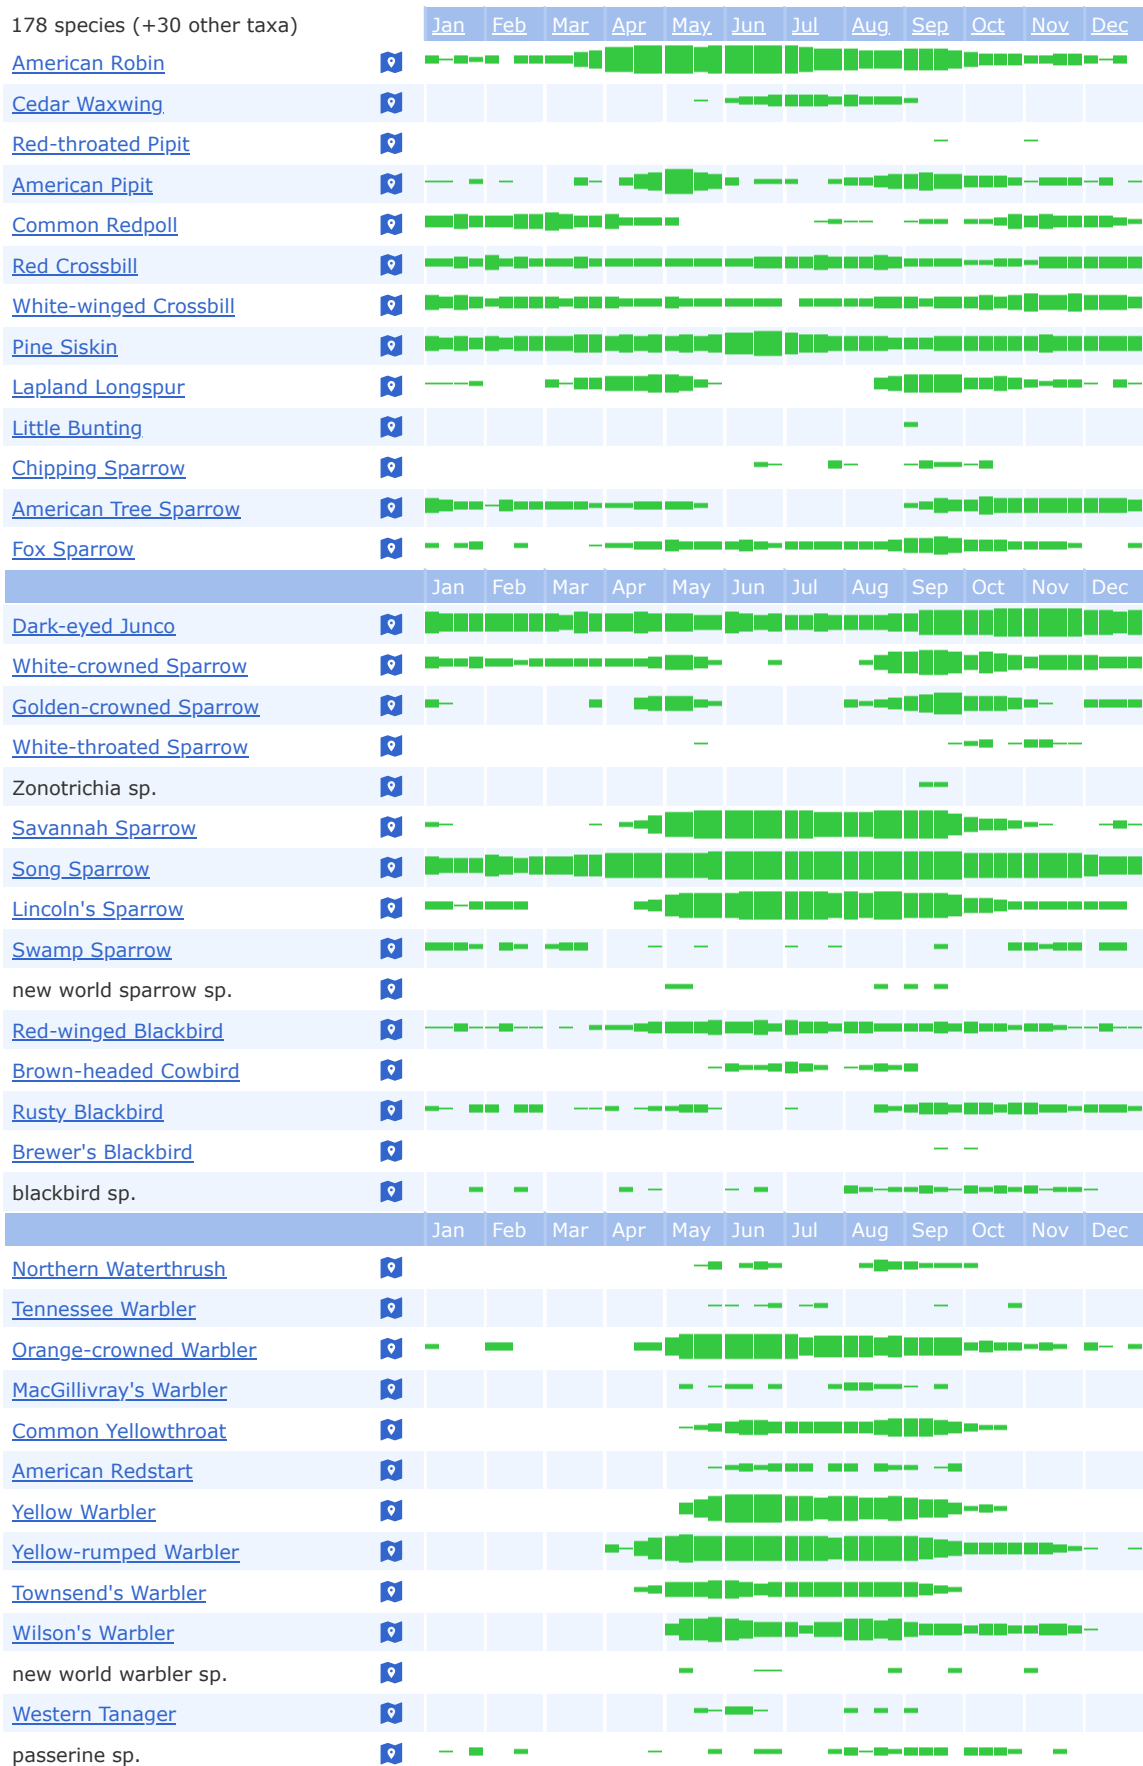 178 species (+30 other taxa) Jan Feb Mar Apr May Jun Jul Aug Sep Oct Nov Dec
American Robin
Cedar Waxwing
Red-throated Pipit
American Pipit
Common Redpoll
Red Crossbill
White-winged Crossbill
Pine Siskin
Lapland Longspur
Little Bunting
Chipping Sparrow
American Tree Sparrow
Fox Sparrow
Jan Feb Mar Apr May Jun Jul Aug Sep Oct Nov Dec
Dark-eyed Junco
White-crowned Sparrow
Golden-crowned Sparrow
White-throated Sparrow
Zonotrichia sp.
Savannah Sparrow
Song Sparrow
Lincoln's Sparrow
Swamp Sparrow
new world sparrow sp.
Red-winged Blackbird
Brown-headed Cowbird
Rusty Blackbird
Brewer's Blackbird
blackbird sp.
Jan Feb Mar Apr May Jun Jul Aug Sep Oct Nov Dec
Northern Waterthrush
Tennessee Warbler
Orange-crowned Warbler
MacGillivray's Warbler
Common Yellowthroat
American Redstart
Yellow Warbler
Yellow-rumped Warbler
Townsend's Warbler
Wilson's Warbler
new world warbler sp.
Western Tanager
passerine sp.